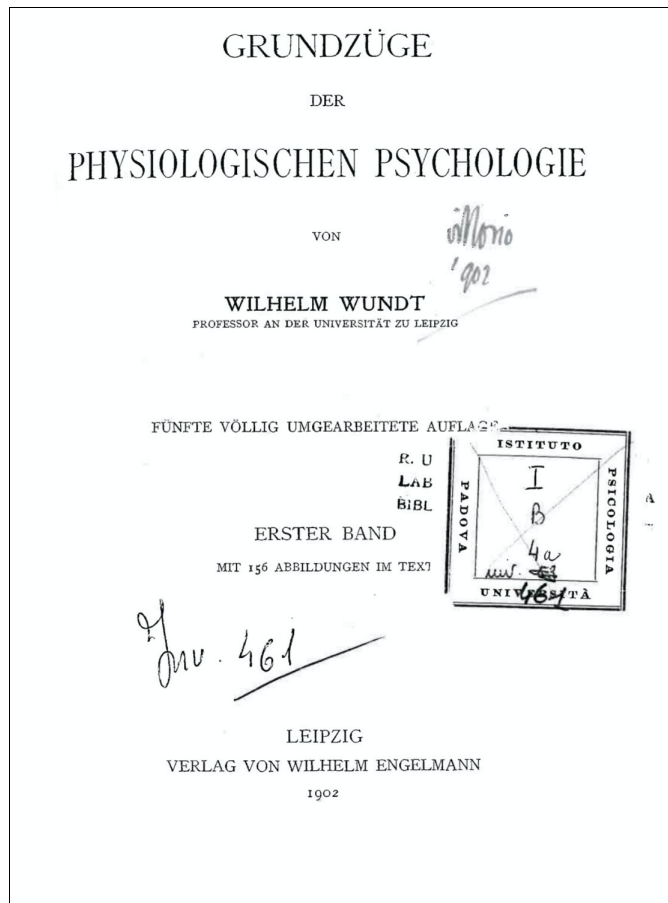 GRUNDZÜGE
DER
PHYSIOLOGISCHEN PSYCHOLOGIE
VON
'902
WILHELM WUNDT
PROFESSOR AN DER UNIVERSITÄT ZU LEIPZIG
FÜNFTE VÖLLIG UMGEARBEITETE AUFLAGE
R. U
LAB
BIBL
ISTITUTO
PADOVA
PSICOLOGIA
I
B
4a
461
UNIVERSITÀ
A
ERSTER BAND
MIT 156 ABBILDUNGEN IM TEXT
Inv. 461
LEIPZIG
VERLAG VON WILHELM ENGELMANN
1902